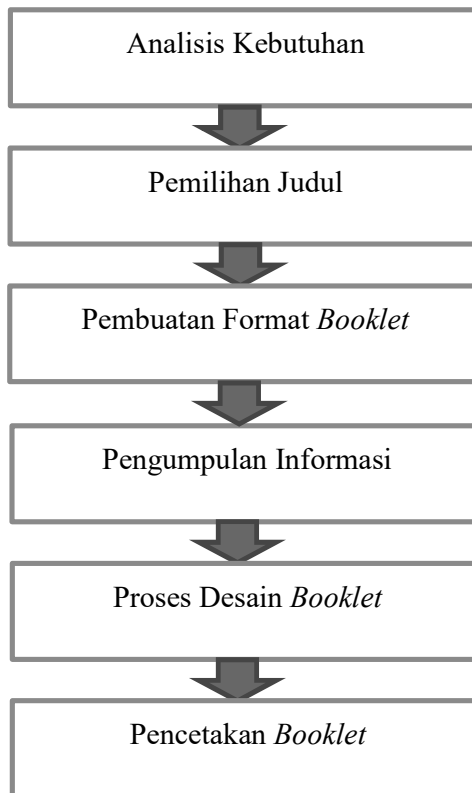 Analisis Kebutuhan
Pemilihan Judul
Pembuatan Format Booklet
Pengumpulan Informasi
Proses Desain Booklet
Pencetakan Booklet